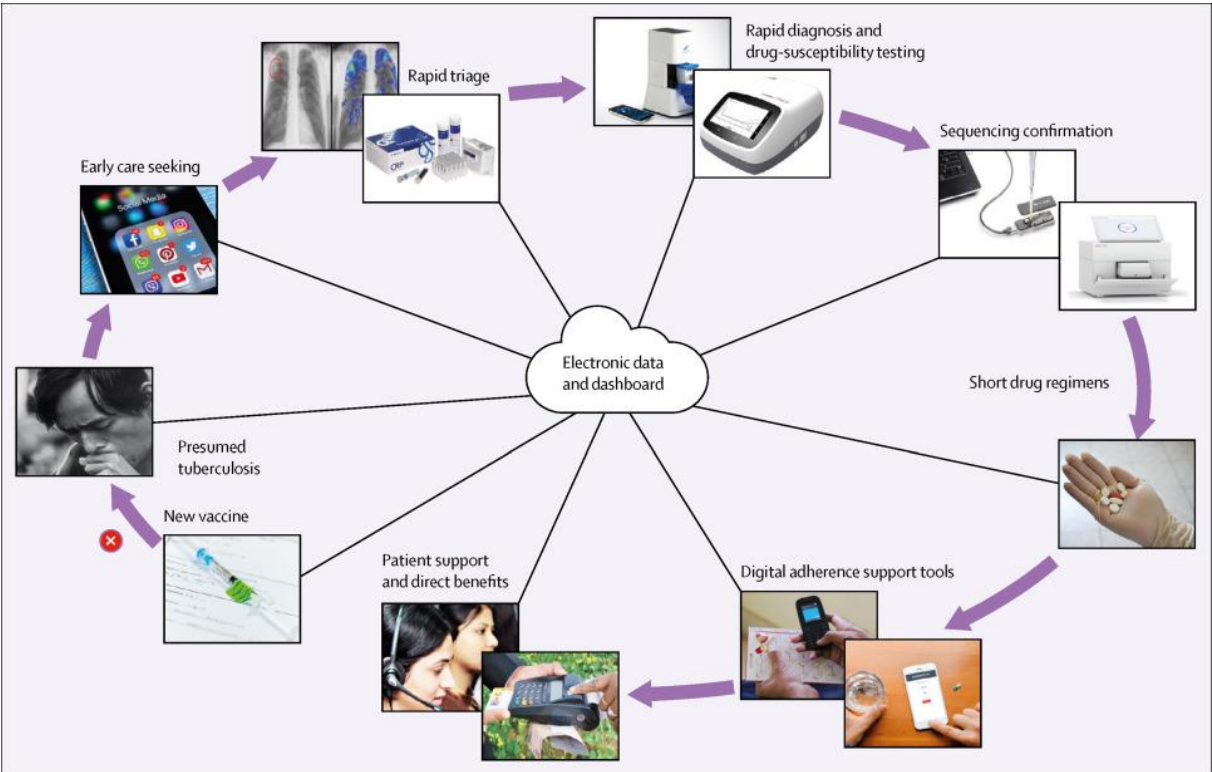 Rapid diagnosis and
drug-susceptibility testing
Rapid triage
CRP
Sequencing confirmation
Early care seeking
Social Media
Electronic data
and dashboard
Short drug regimens
Presumed
tuberculosis
New vaccine
Patient support
and direct benefits
Digital adherence support tools